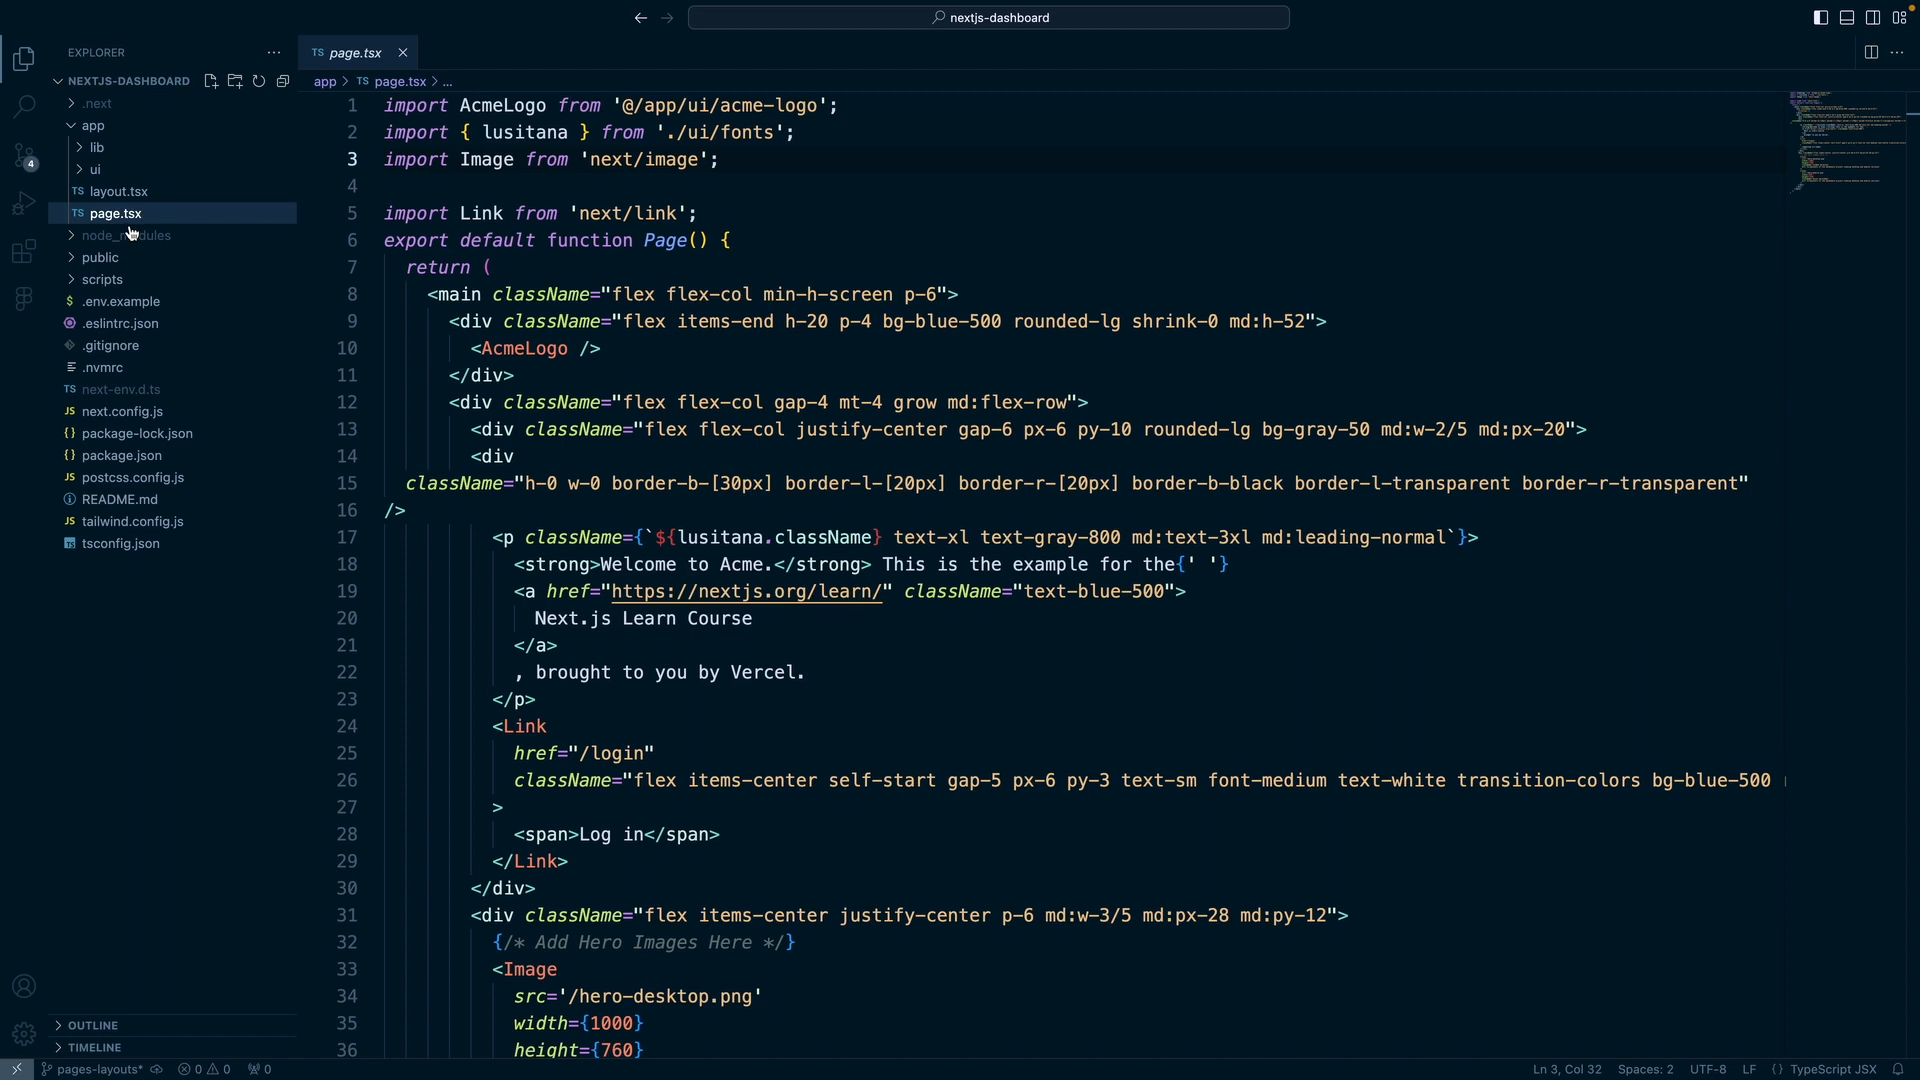 nextjs-dashboard
EXPLORER
NEXTJS-DASHBOARD
.next
app
lib
ui
TS layout.tsx
TS page.tsx
node_modules
public
scripts
$ .env.example
.eslintrc.json
.gitignore
.nvmrc
TS next-env.d.ts
JS next.config.js
{} package-lock.json
{} package.json
JS postcss.config.js
README.md
JS tailwind.config.js
TS tsconfig.json
4
OUTLINE
TIMELINE
TS page.tsx
app > TS page.tsx > ...
1 import AcmeLogo from '@/app/ui/acme-logo';
2 import { lusitana } from './ui/fonts';
3 import Image from 'next/image';
4
5 import Link from 'next/link';
6 export default function Page() {
7 return (
8 <main className="flex flex-col min-h-screen p-6">
9 <div className="flex items-end h-20 p-4 bg-blue-500 rounded-lg shrink-0 md:h-52">
10 <AcmeLogo />
11 </div>
12 <div className="flex flex-col gap-4 mt-4 grow md:flex-row">
13 <div className="flex flex-col justify-center gap-6 px-6 py-10 rounded-lg bg-gray-50 md:w-2/5 md:px-20">
14 <div
15 className="h-0 w-0 border-b-[30px] border-l-[20px] border-r-[20px] border-b-black border-l-transparent border-r-transparent"
16 />
17 <p className={`${lusitana.className} text-xl text-gray-800 md:text-3xl md:leading-normal`}>
18 <strong>Welcome to Acme.</strong> This is the example for the{' '}
19 <a href="https://nextjs.org/learn/" className="text-blue-500">
20 Next.js Learn Course
21 </a>
22 , brought to you by Vercel.
23 </p>
24 <Link
25 href="/login"
26 className="flex items-center self-start gap-5 px-6 py-3 text-sm font-medium text-white transition-colors bg-blue-500
27 >
28 <span>Log in</span>
29 </Link>
30 </div>
31 <div className="flex items-center justify-center p-6 md:w-3/5 md:px-28 md:py-12">
32 {/* Add Hero Images Here */}
33 <Image
34 src='/hero-desktop.png'
35 width={1000}
36 height={760}
pages-layouts* 0 0 0
Ln 3, Col 32 Spaces: 2 UTF-8 LF {} TypeScript JSX